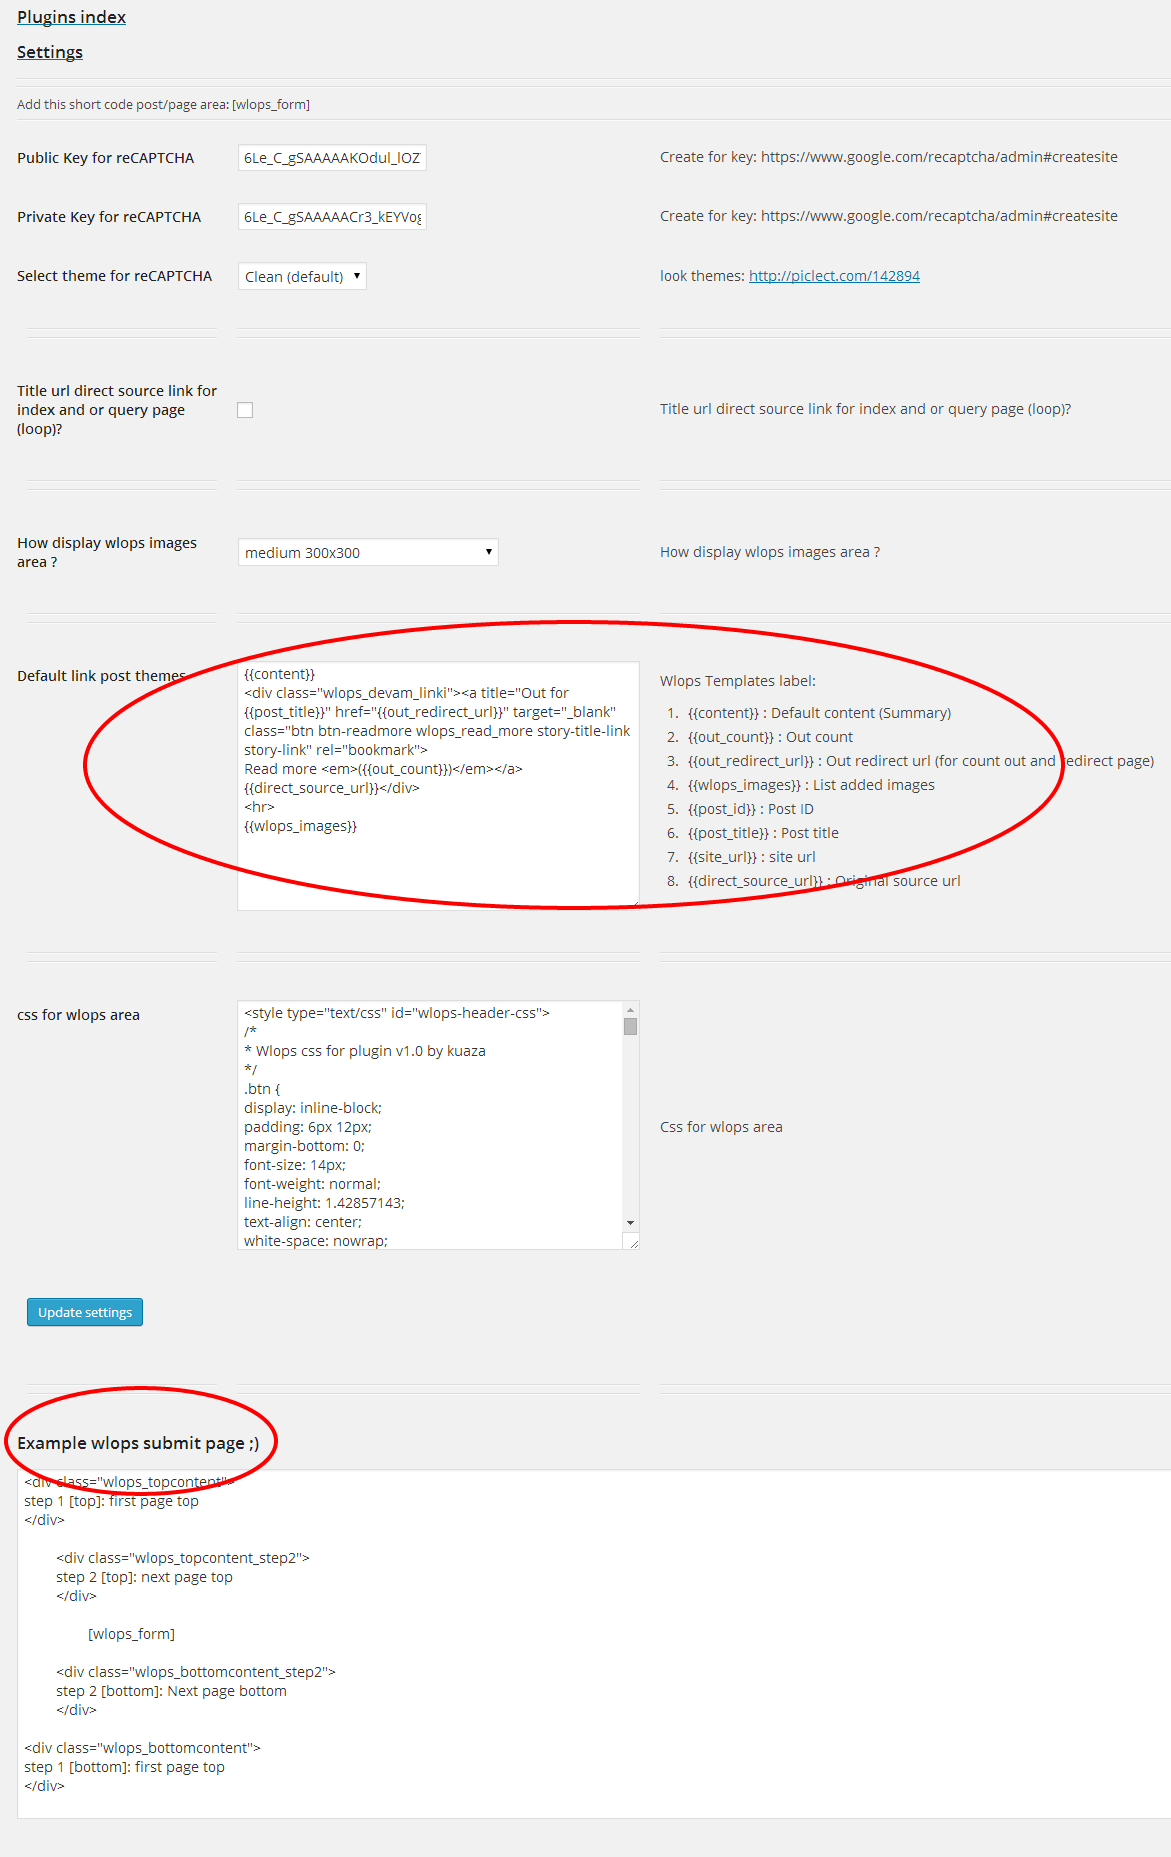 Plugins index
Settings
Add this short code post/page area: [wlops_form]
Public Key for reCAPTCHA
6Le_C_gSAAAAAKOdul_lOZ
Create for key: https://www.google.com/recaptcha/admin#createsite
Private Key for reCAPTCHA
6Le_C_gSAAAAACr3_kEYVog
Create for key: https://www.google.com/recaptcha/admin#createsite
Select theme for reCAPTCHA
Clean (default)
look themes: http://piclect.com/142894
Title url direct source link for
index and or query page
(loop)?
Title url direct source link for index and or query page (loop)?
How display wlops images
area ?
medium 300x300
How display wlops images area ?
Default link post themes
{{content}}
<div class="wlops_devam_linki"><a title="Out for
{{post_title}}" href="{{out_redirect_url}}" target="_blank"
class="btn btn-readmore wlops_read_more story-title-link
story-link" rel="bookmark">
Read more <em>({{out_count}})</em></a>
{{direct_source_url}}</div>
<hr>
{{wlops_images}}
Wlops Templates label:
1. {{content}} : Default content (Summary)
2. {{out_count}} : Out count
3. {{out_redirect_url}} : Out redirect url (for count out and redirect page)
4. {{wlops_images}} : List added images
5. {{post_id}} : Post ID
6. {{post_title}} : Post title
7. {{site_url}} : site url
8. {{direct_source_url}} : Original source url
css for wlops area
<style type="text/css" id="wlops-header-css">
/*
* Wlops css for plugin v1.0 by kuaza
*/
.btn {
display: inline-block;
padding: 6px 12px;
margin-bottom: 0;
font-size: 14px;
font-weight: normal;
line-height: 1.42857143;
text-align: center;
white-space: nowrap;
Css for wlops area
Update settings
Example wlops submit page ;)
<div class="wlops_topcontent">
step 1 [top]: first page top
</div>
<div class="wlops_topcontent_step2">
step 2 [top]: next page top
</div>
[wlops_form]
<div class="wlops_bottomcontent_step2">
step 2 [bottom]: Next page bottom
</div>
<div class="wlops_bottomcontent">
step 1 [bottom]: first page top
</div>